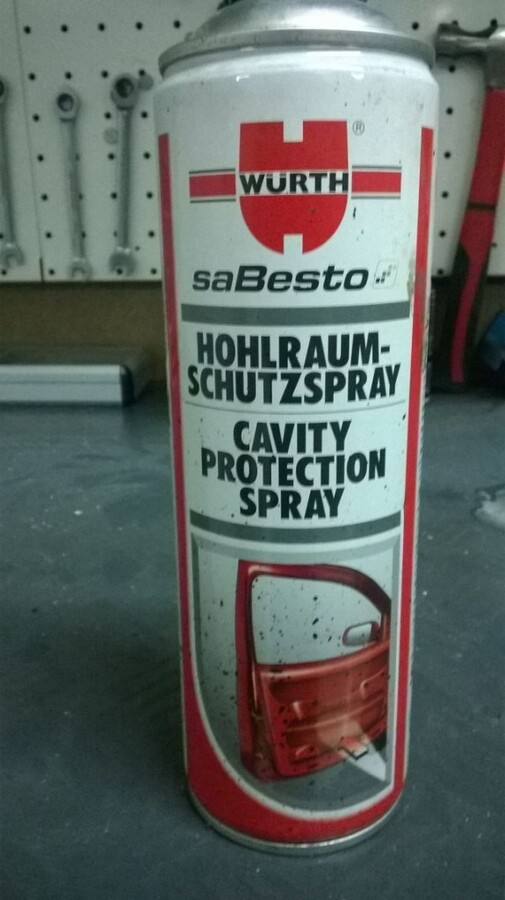 ®
WÜRTH
saBesto
HOHLRAUM-
SCHUTZSPRAY
CAVITY
PROTECTION
SPRAY